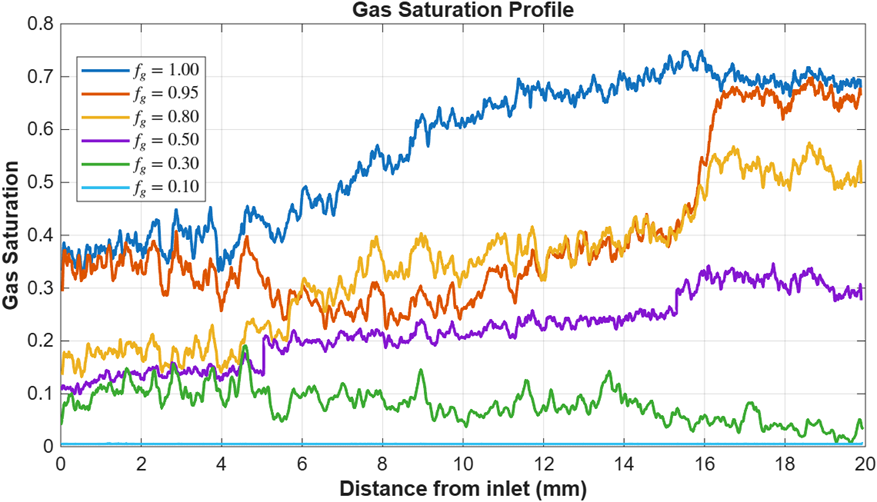 Gas Saturation Profile
Gas Saturation
0.8
0.7
0.6
0.5
0.4
0.3
0.2
0.1
0
f_g = 1.00
f_g = 0.95
f_g = 0.80
f_g = 0.50
f_g = 0.30
f_g = 0.10
0 2 4 6 8 10 12 14 16 18 20
Distance from inlet (mm)